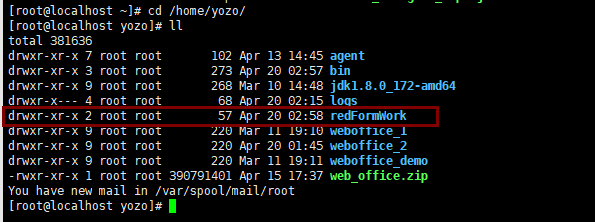 [root@localhost ~]# cd /home/yozo/
[root@localhost yozo]# ll
total 381636
drwxr-xr-x 7 root root 102 Apr 13 14:45 agent
drwxr-xr-x 3 root root 273 Apr 20 02:57 bin
drwxr-xr-x 9 root root 268 Mar 10 14:48 jdk1.8.0_172-amd64
drwxr-x--- 4 root root 68 Apr 20 02:15 logs
drwxr-xr-x 2 root root 57 Apr 20 02:58 redFormWork
drwxr-xr-x 9 root root 220 Mar 11 19:10 weboffice_1
drwxr-xr-x 9 root root 220 Apr 20 01:45 weboffice_2
drwxr-xr-x 9 root root 220 Mar 11 19:11 weboffice_demo
-rwxr-xr-x 1 root root 390791401 Apr 15 17:37 web_office.zip
You have new mail in /var/spool/mail/root
[root@localhost yozo]#